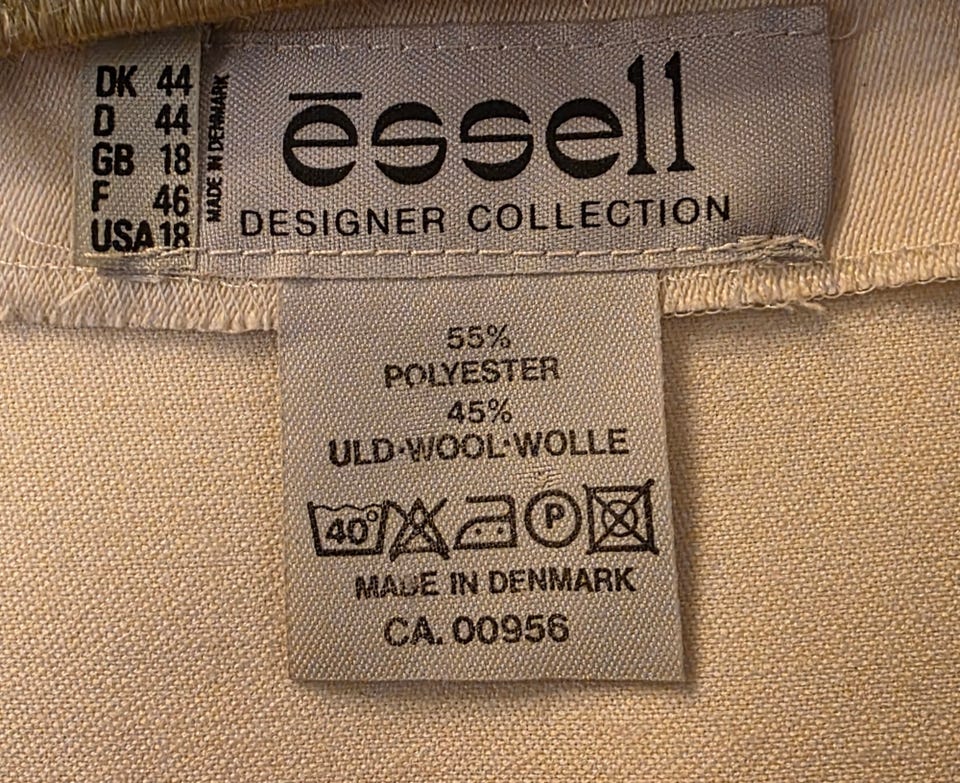 DK 44
D 44
GB 18
F 46
USA 18
MADE IN DENMARK
ēssell
DESIGNER COLLECTION
55%
POLYESTER
45%
ULD·WOOL·WOLLE
40°
P
MADE IN DENMARK
CA. 00956